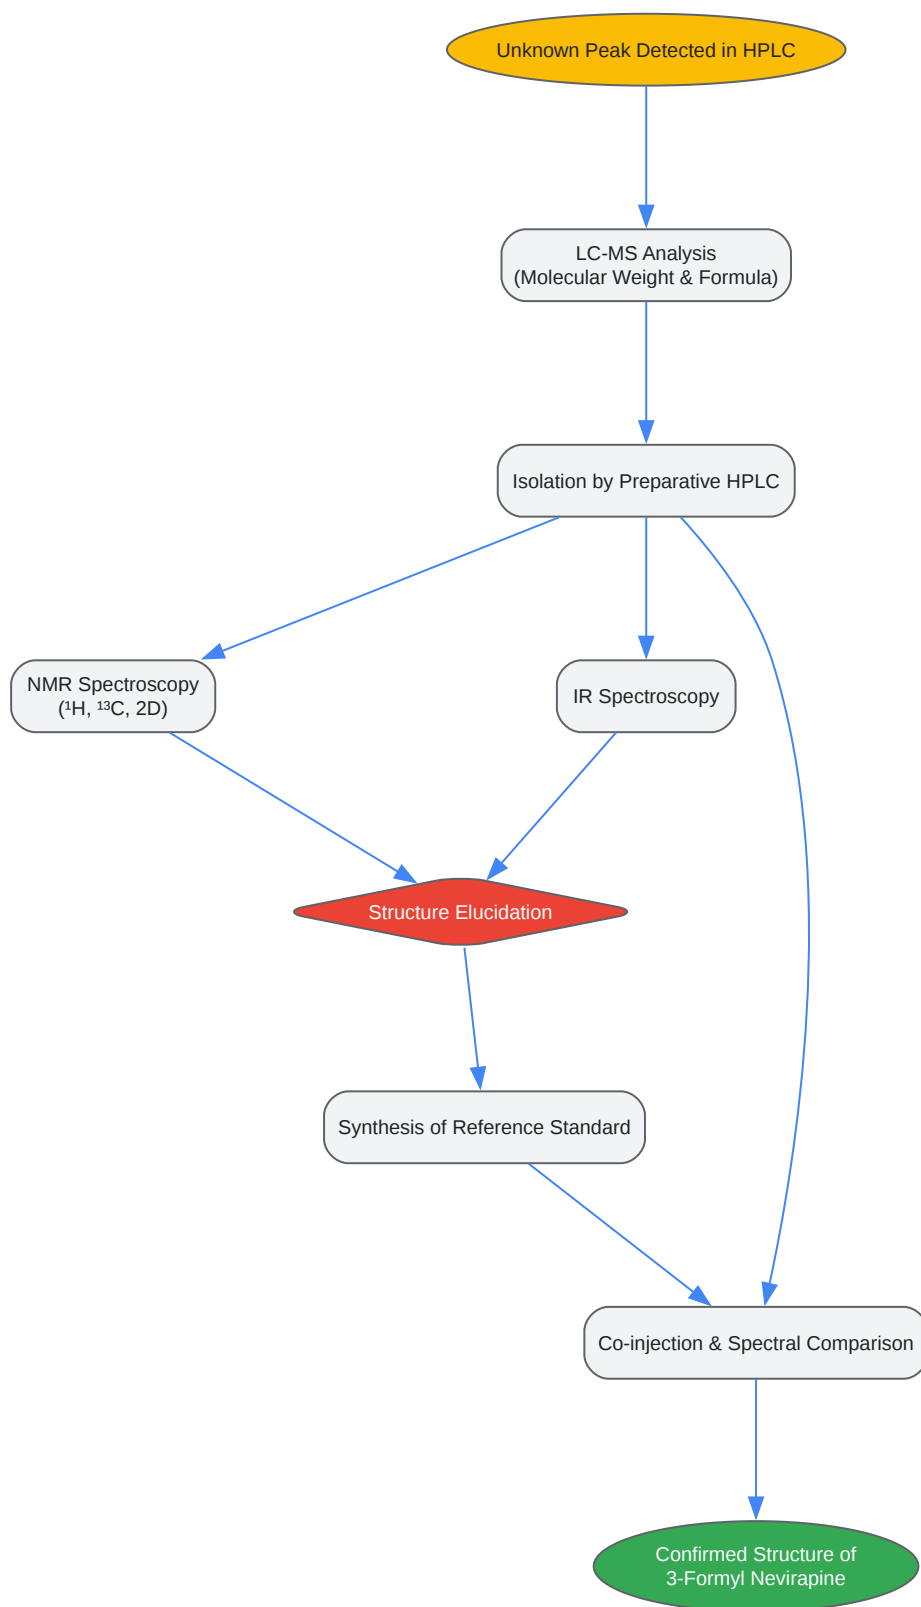 Unknown Peak Detected in HPLC
LC-MS Analysis
(Molecular Weight & Formula)
Isolation by Preparative HPLC
NMR Spectroscopy
(¹H, ¹³C, 2D)
IR Spectroscopy
Structure Elucidation
Synthesis of Reference Standard
Co-injection & Spectral Comparison
Confirmed Structure of
3-Formyl Nevirapine